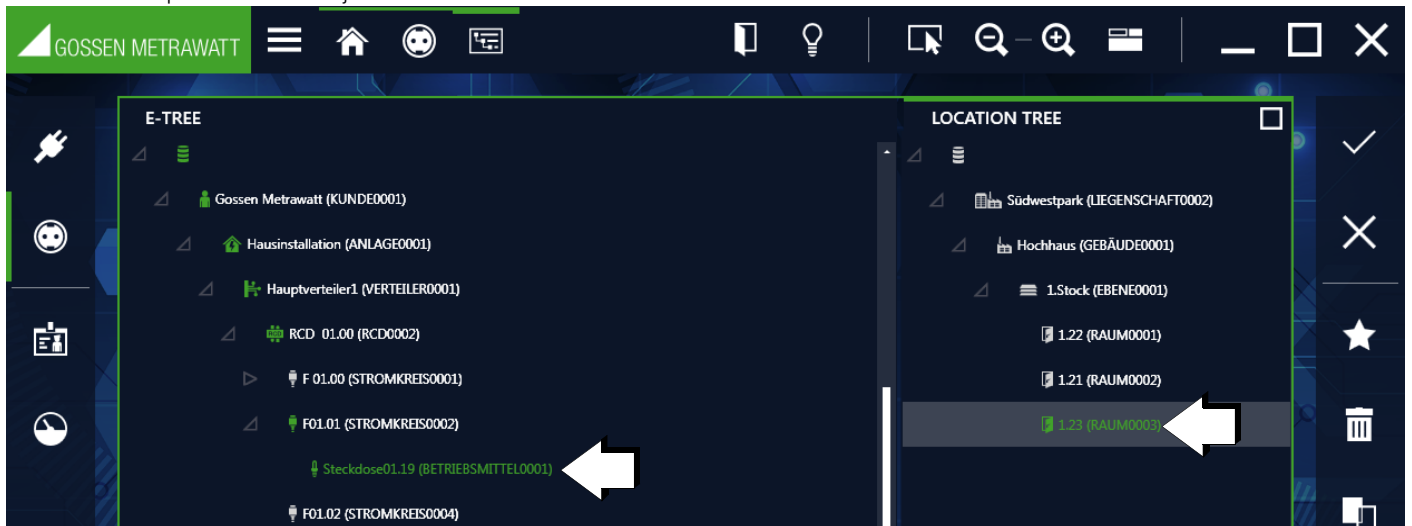 GOSSEN METRAWATT
E-TREE
Gossen Metrawatt (KUNDE0001)
Hausinstallation (ANLAGE0001)
Hauptverteiler1 (VERTEILER0001)
RCD 01.00 (RCD0002)
F 01.00 (STROMKREIS0001)
F01.01 (STROMKREIS0002)
Steckdose01.19 (BETRIEBSMITTEL0001)
F01.02 (STROMKREIS0004)
LOCATION TREE
Südwestpark (LIEGENSCHAFT0002)
Hochhaus (GEBÄUDE0001)
1.Stock (EBENE0001)
1.22 (RAUM0001)
1.21 (RAUM0002)
1.23 (RAUM0003)